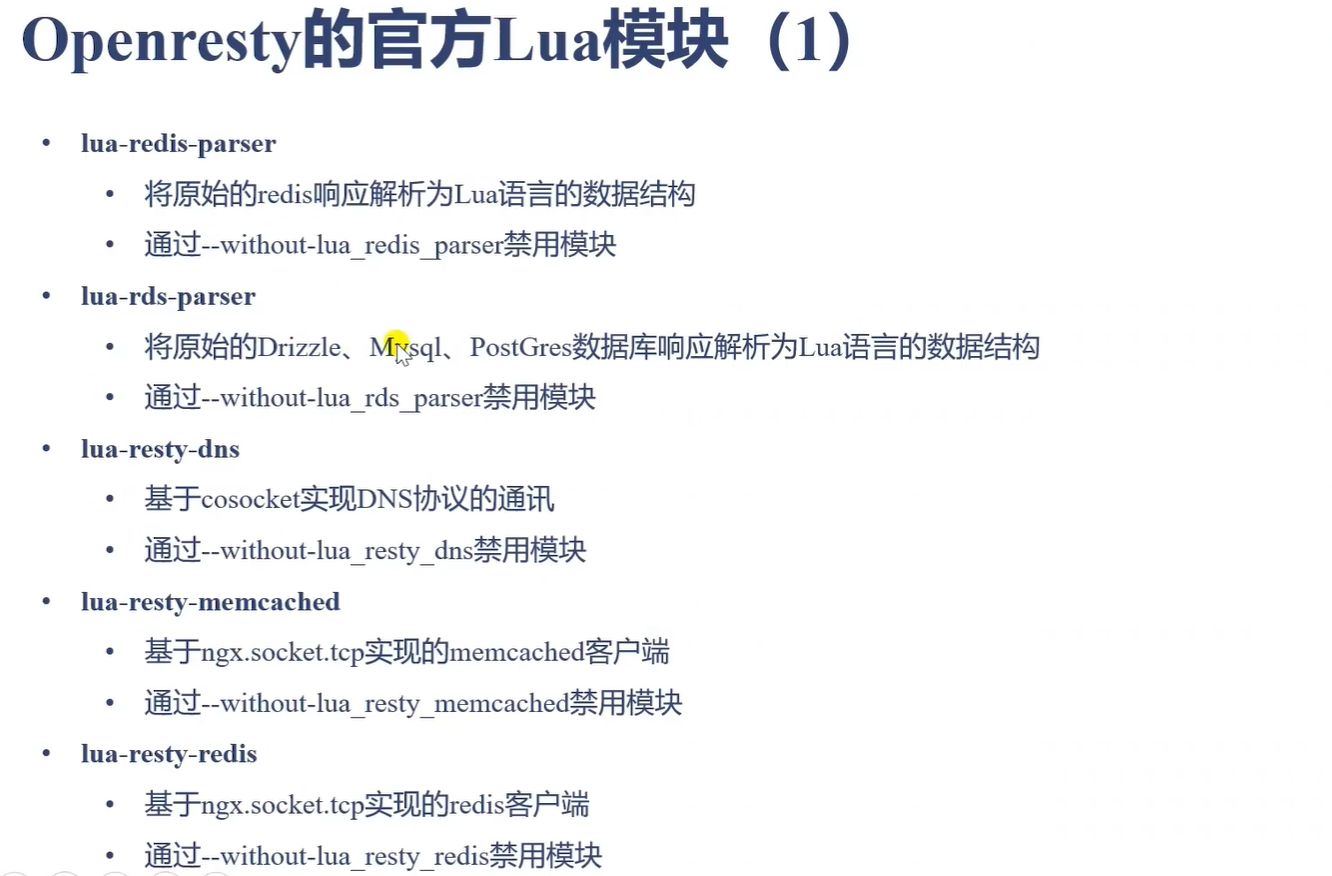 Openresty的官方Lua模块（1）
• lua-redis-parser
• 将原始的redis响应解析为Lua语言的数据结构
• 通过--without-lua_redis_parser禁用模块
• lua-rds-parser
• 将原始的Drizzle、Mysql、PostGres数据库响应解析为Lua语言的数据结构
• 通过--without-lua_rds_parser禁用模块
• lua-resty-dns
• 基于cosocket实现DNS协议的通讯
• 通过--without-lua_resty_dns禁用模块
• lua-resty-memcached
• 基于ngx.socket.tcp实现的memcached客户端
• 通过--without-lua_resty_memcached禁用模块
• lua-resty-redis
• 基于ngx.socket.tcp实现的redis客户端
• 通过--without-lua_resty_redis禁用模块